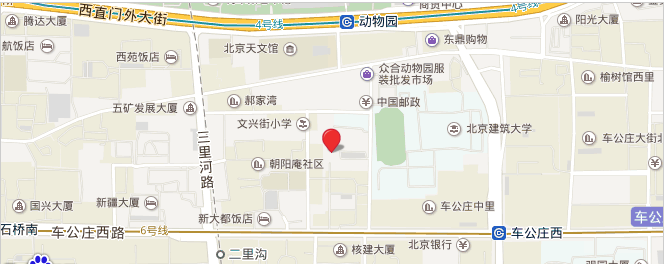 商贸中心
腾达大厦
西直门外大街
4号线
动物园
4号线
阳光大厦
东鼎购物
航饭店
西苑饭店
北京天文馆
众合动物园服
装批发市场
榆树馆西里
郝家湾
中国邮政
五矿发展大厦
文兴街小学
北京建筑大学
车公庄大街北
三里河路
朝阳庵社区
国兴大厦
新疆大厦
新大都饭店
车公庄中里
车公
石桥南
车公庄西路
6号线
车公庄西
二里沟
核建大厦
北京银行